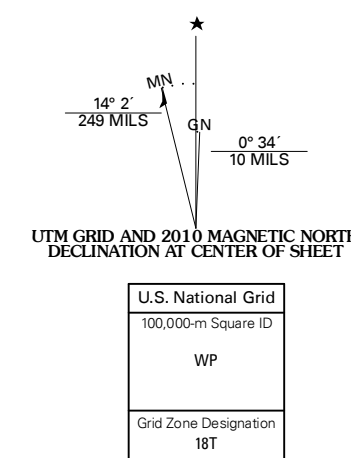 MN
14° 2´
249 MILS
GN
0° 34´
10 MILS
UTM GRID AND 2010 MAGNETIC NORTH
DECLINATION AT CENTER OF SHEET
U.S. National Grid
100,000-m Square ID
WP
Grid Zone Designation
18T